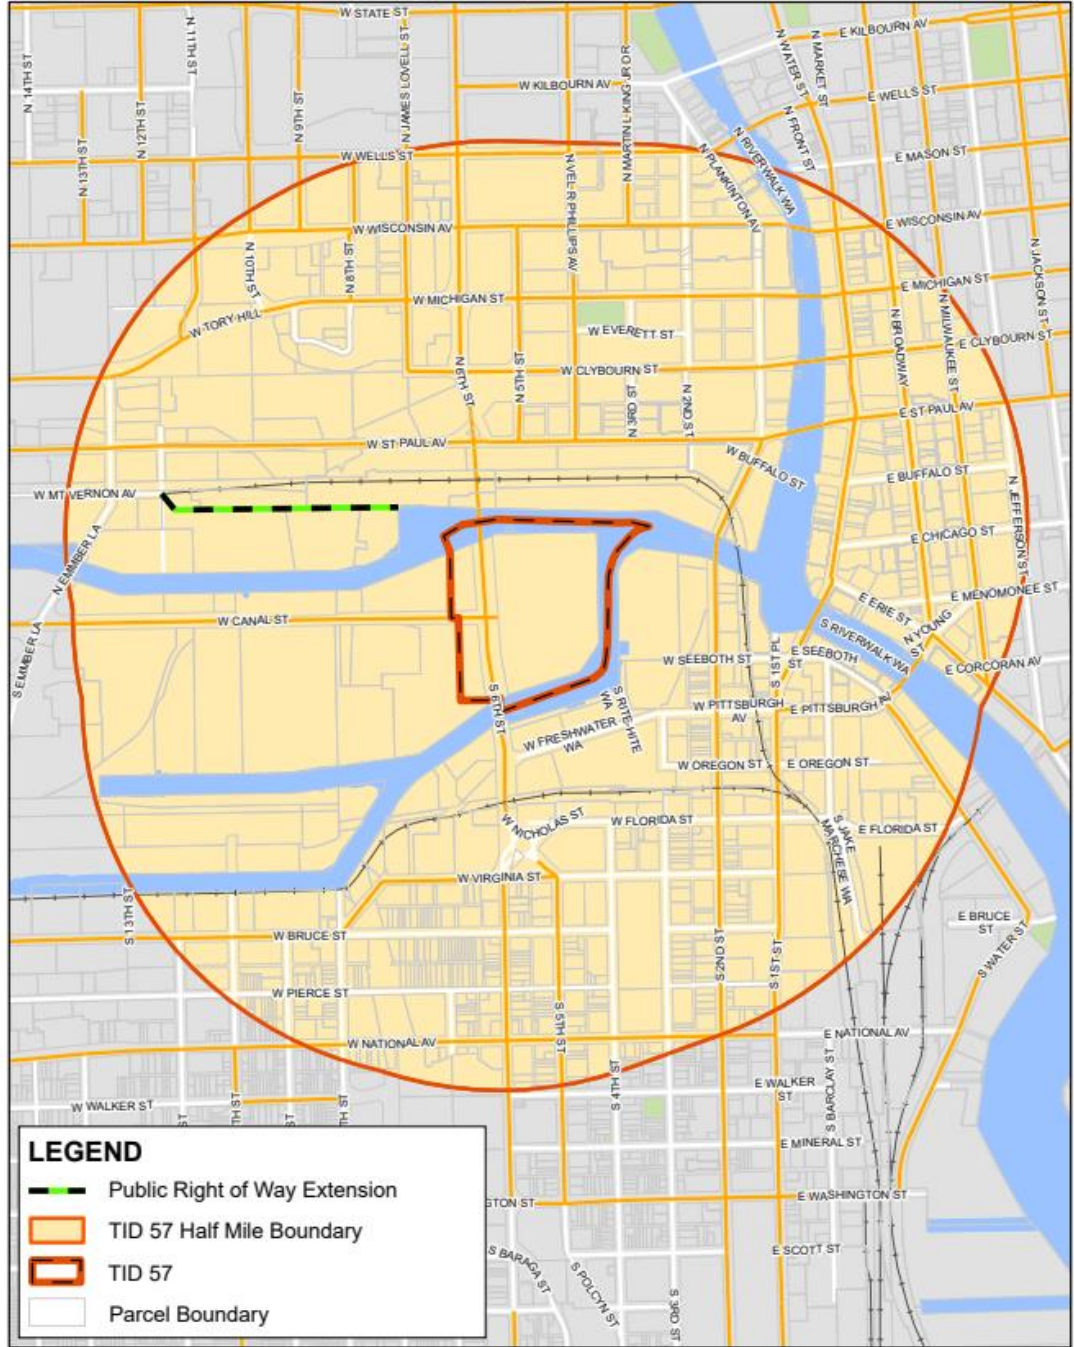 W STATE ST
E KILBOURN AV
N 14TH ST
N 11TH ST
N JAMES LOVELL ST
N WATER ST
N MARKET ST
W KILBOURN AV
N MARTIN L KING JR DR
E WELLS ST
N 12TH ST
N 9TH ST
N 13TH ST
N FRONT ST
N RIVERWALK WA
W WELLS ST
N PLANKINTON AV
E MASON ST
N VEL R PHILLIPS AV
W WISCONSIN AV
E WISCONSIN AV
N 10TH ST
N 8TH ST
N JACKSON ST
E MICHIGAN ST
W MICHIGAN ST
N MILWAUKEE ST
N BROADWAY
W TORY HILL
W EVERETT ST
E CLYBOURN ST
N 6TH ST
N 5TH ST
W CLYBOURN ST
N 3RD ST
N 2ND ST
E ST PAUL AV
W ST PAUL AV
W BUFFALO ST
E BUFFALO ST
W MT VERNON AV
N JEFFERSON ST
E CHICAGO ST
N EMMBER LA
E MENOMONEE ST
E ERIE ST
W CANAL ST
S RIVERWALK WA
N YOUNG
ST
S EMMBER LA
W SEEBOTH ST
S 1ST PL
E SEEBOTH
ST
E CORCORAN AV
S 6TH ST
S RITE-HITE
WA
W PITTSBURGH
AV
E PITTSBURGH AV
W FRESHWATER
WA
W OREGON ST
E OREGON ST
W NICHOLAS ST
W FLORIDA ST
S JAKE
MARCHESE WA
E FLORIDA ST
W VIRGINIA ST
S 13TH ST
E BRUCE
ST
W BRUCE ST
S 2ND ST
S 1ST ST
S WATER ST
W PIERCE ST
S 5TH ST
W NATIONAL AV
E NATIONAL AV
S 4TH ST
E WALKER
ST
S BARCLAY ST
W WALKER ST
ST
TH ST
ST
TH ST
E MINERAL ST
LEGEND
Public Right of Way Extension
TID 57 Half Mile Boundary
TID 57
Parcel Boundary
GTON ST
E WASHINGTON ST
S BARAGA ST
E SCOTT ST
S POLCYN ST
S 3RD ST